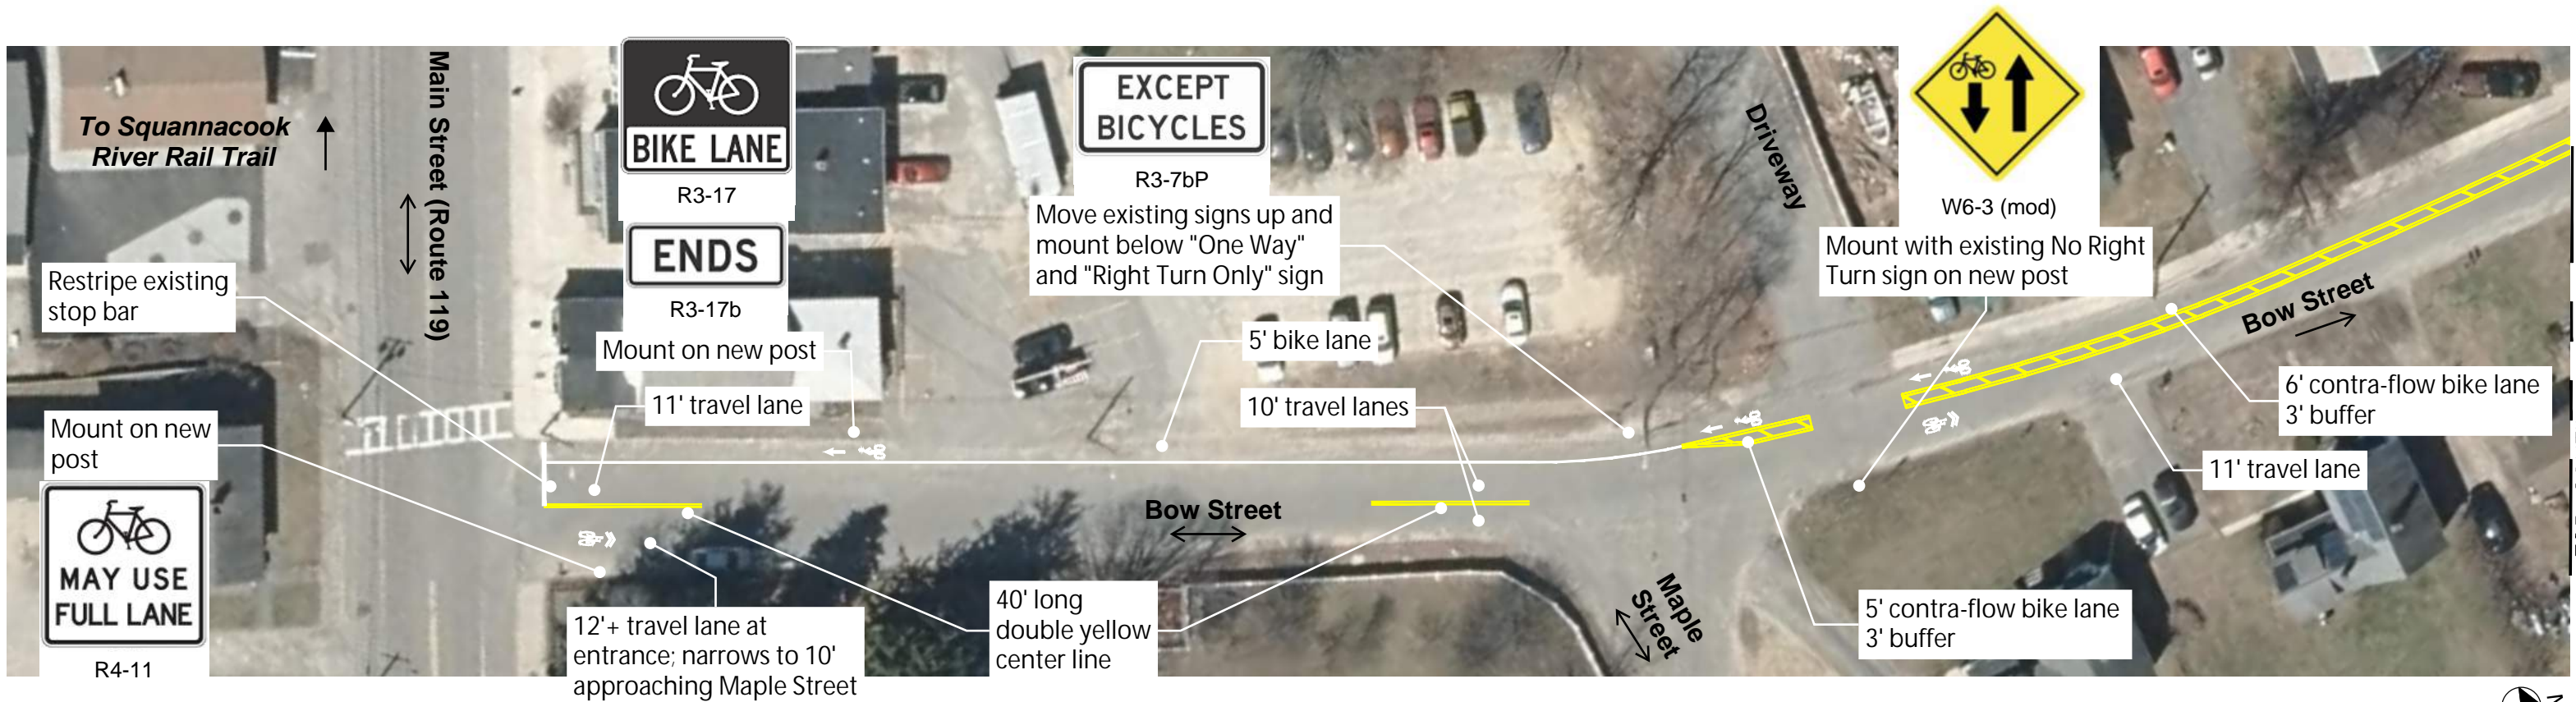 To Squannacook
River Rail Trail
Main Street (Route 119)
BIKE LANE
R3-17
ENDS
R3-17b
Mount on new post
EXCEPT
BICYCLES
R3-7bP
Move existing signs up and
mount below "One Way"
and "Right Turn Only" sign
Driveway
W6-3 (mod)
Mount with existing No Right
Turn sign on new post
Restripe existing
stop bar
11' travel lane
5' bike lane
10' travel lanes
Bow Street
6' contra-flow bike lane
3' buffer
11' travel lane
Mount on new
post
MAY USE
FULL LANE
R4-11
12'+ travel lane at
entrance; narrows to 10'
approaching Maple Street
40' long
double yellow
center line
Bow Street
Maple
Street
5' contra-flow bike lane
3' buffer